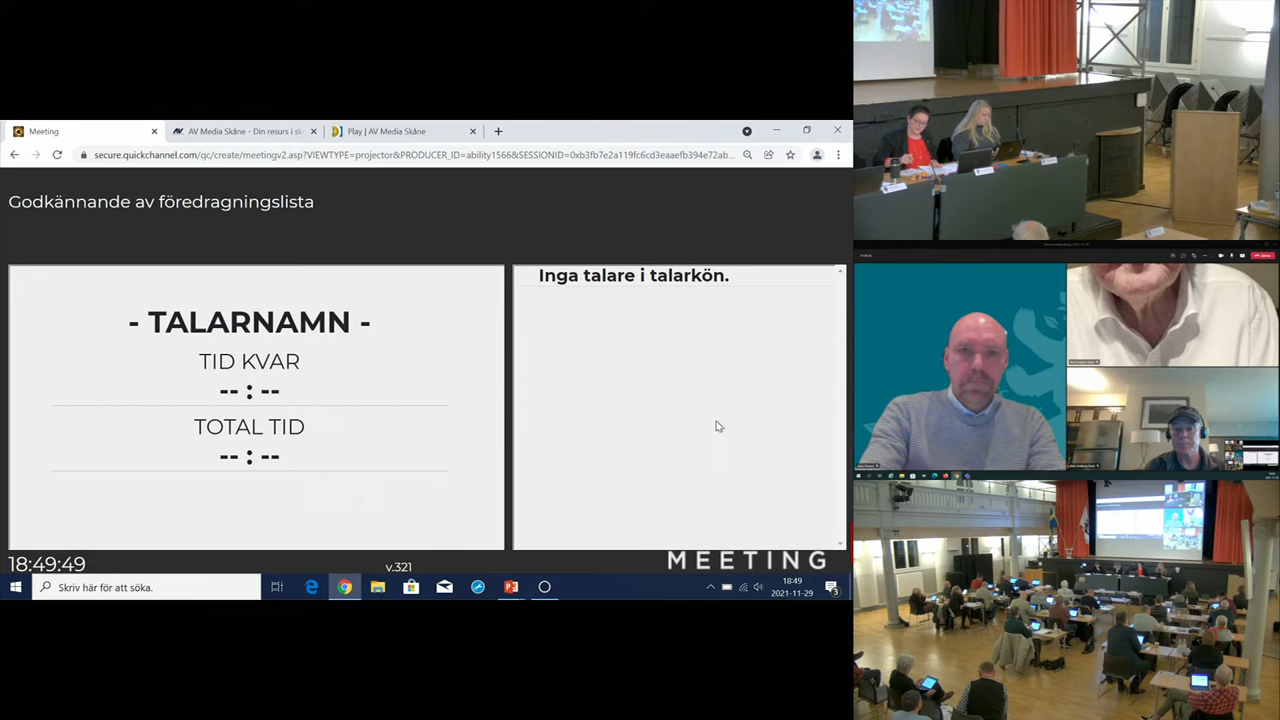 Meeting
AV Media Skåne - Din resurs i sk
Play | AV Media Skåne
secure.quickchannel.com/qc/create/meetingv2.asp?VIEWTYPE=projector&PRODUCER_ID=ability1566&SESSIONID=0xb3fb7e2a119fc6cd3eaaefb394e72ab...
Godkännande av föredragningslista
- TALARNAMN -
TID KVAR
-- : --
TOTAL TID
-- : --
Inga talare i talarkön.
18:49:49
v.321
MEETING
Skriv här för att söka.
18:49
2021-11-29
3